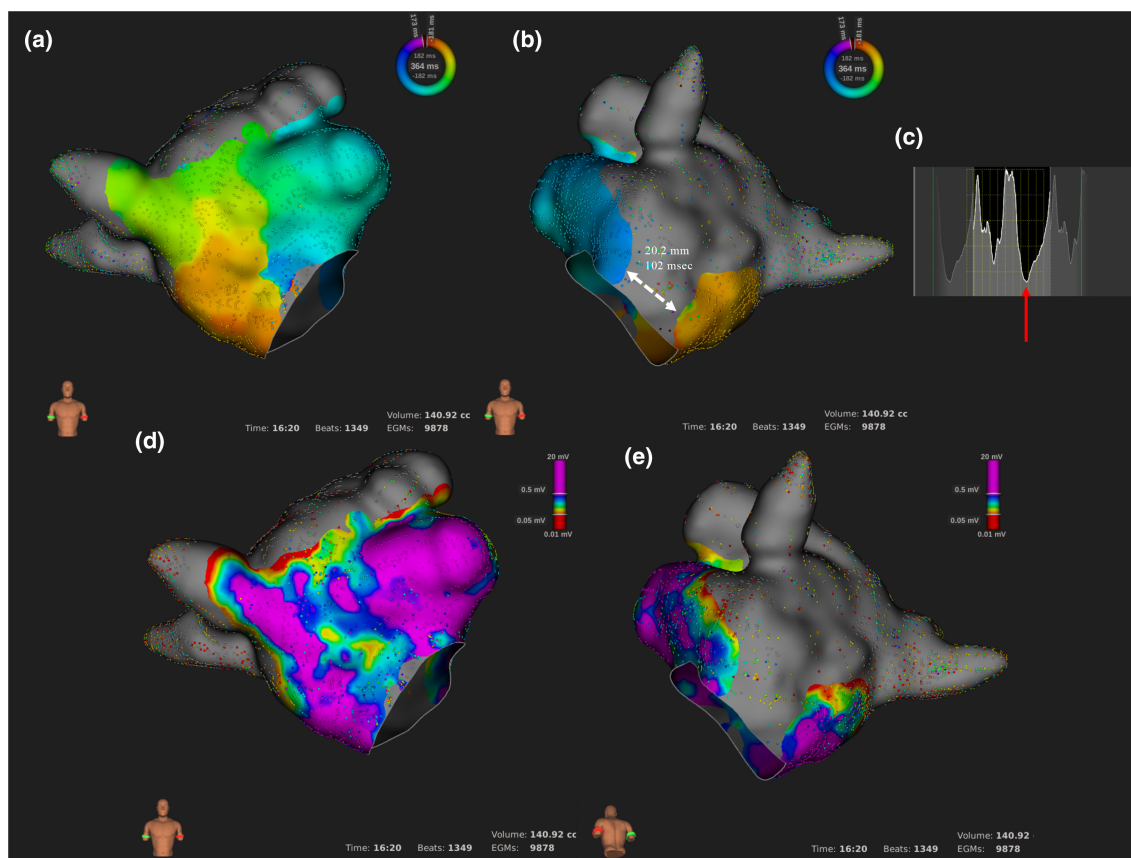 (a)
173 ms
-181 ms
182 ms
364 ms
-182 ms
(b)
173 ms
-181 ms
182 ms
364 ms
-182 ms
(c)
20.2 mm
102 msec
Volume: 140.92 cc
Time: 16:20 Beats: 1349 EGMs: 9878
Volume: 140.92 cc
Time: 16:20 Beats: 1349 EGMs: 9878
(d)
20 mV
0.5 mV
0.05 mV
0.01 mV
(e)
20 mV
0.5 mV
0.05 mV
0.01 mV
Volume: 140.92 cc
Time: 16:20 Beats: 1349 EGMs: 9878
Volume: 140.92
Time: 16:20 Beats: 1349 EGMs: 9878